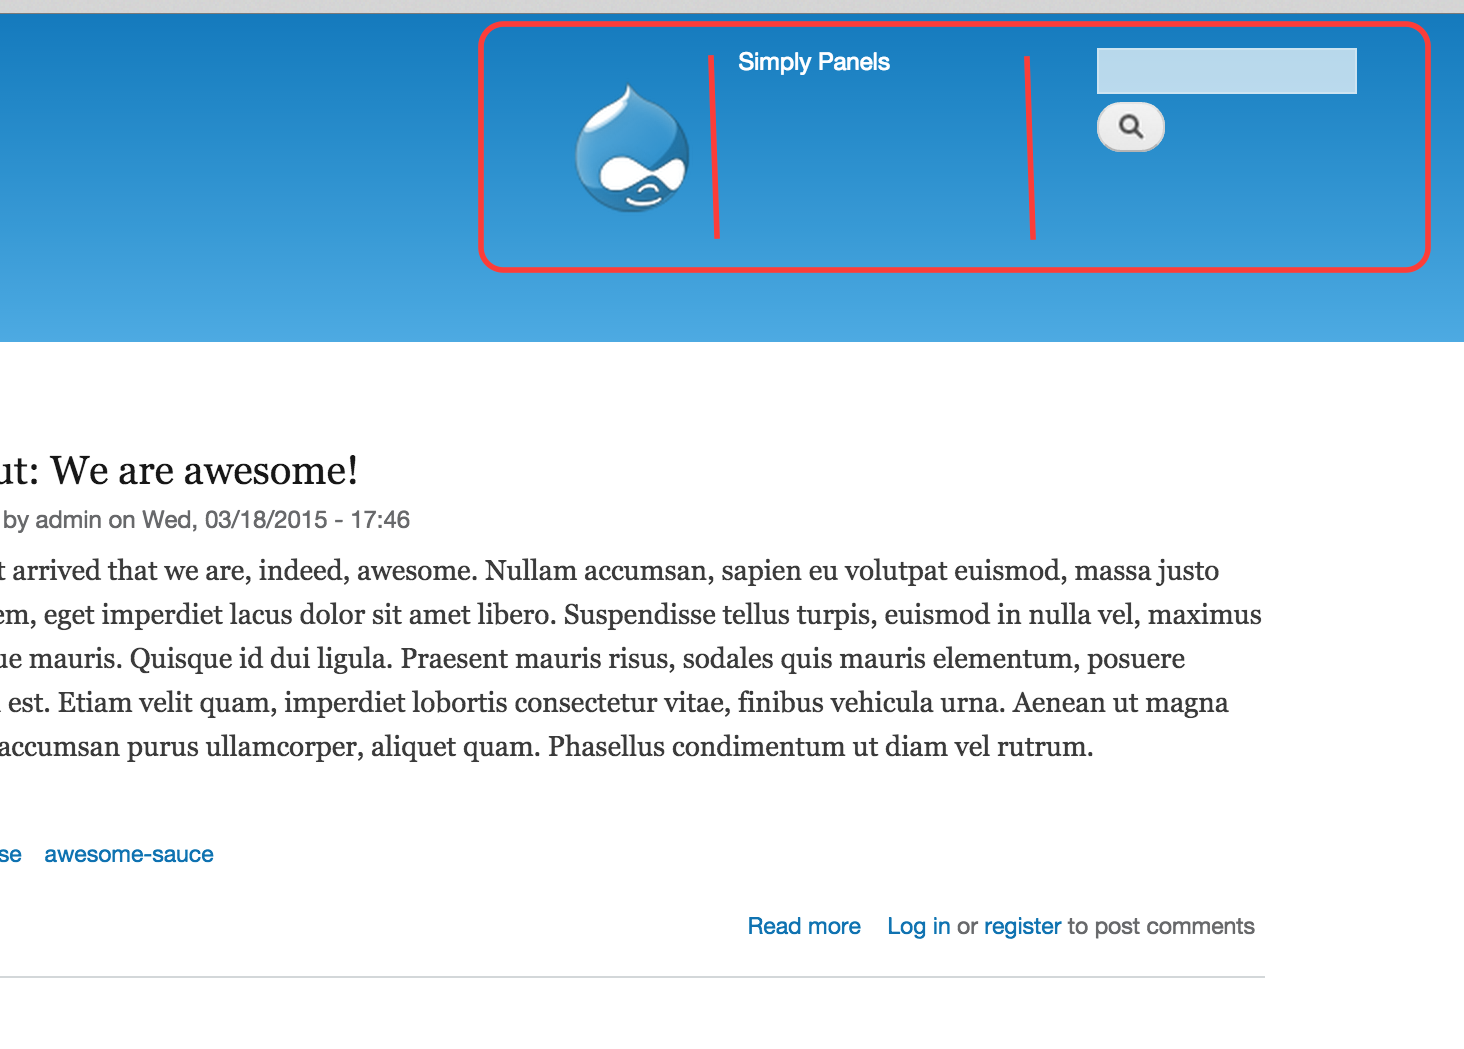 Simply Panels
ut: We are awesome!
by admin on Wed, 03/18/2015 - 17:46
t arrived that we are, indeed, awesome. Nullam accumsan, sapien eu volutpat euismod, massa justo
em, eget imperdiet lacus dolor sit amet libero. Suspendisse tellus turpis, euismod in nulla vel, maximus
ue mauris. Quisque id dui ligula. Praesent mauris risus, sodales quis mauris elementum, posuere
est. Etiam velit quam, imperdiet lobortis consectetur vitae, finibus vehicula urna. Aenean ut magna
accumsan purus ullamcorper, aliquet quam. Phasellus condimentum ut diam vel rutrum.
se awesome-sauce
Read more Log in or register to post comments